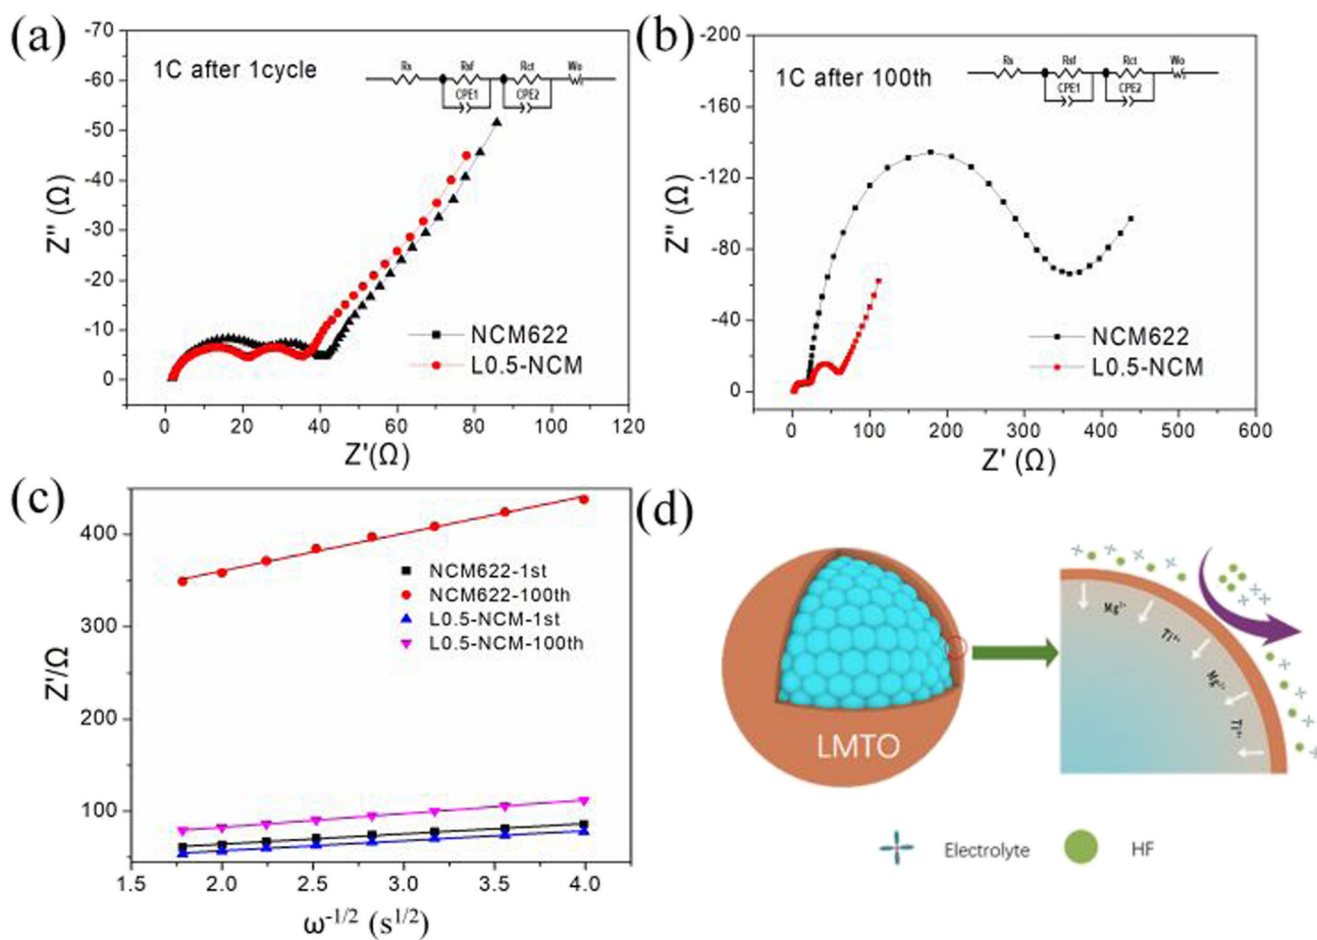 (a)
1C after 1cycle
Rs
Rsf
Rct
Wo
CPE1
CPE2
-70
-60
-50
-40
-30
-20
-10
0
Z'' (Ω)
NCM622
L0.5-NCM
0
20
40
60
80
100
120
Z'(Ω)
(b)
1C after 100th
Rs
Rsf
Rct
Wo
CPE1
CPE2
-200
-160
-120
-80
-40
0
Z'' (Ω)
NCM622
L0.5-NCM
0
100
200
300
400
500
600
Z' (Ω)
(c)
400
300
200
100
Z'/Ω
NCM622-1st
NCM622-100th
L0.5-NCM-1st
L0.5-NCM-100th
1.5
2.0
2.5
3.0
3.5
4.0
ω-1/2 (s1/2)
(d)
LMTO
Mg2+
Ti4+
Mg2+
Ti4+
Electrolyte
HF